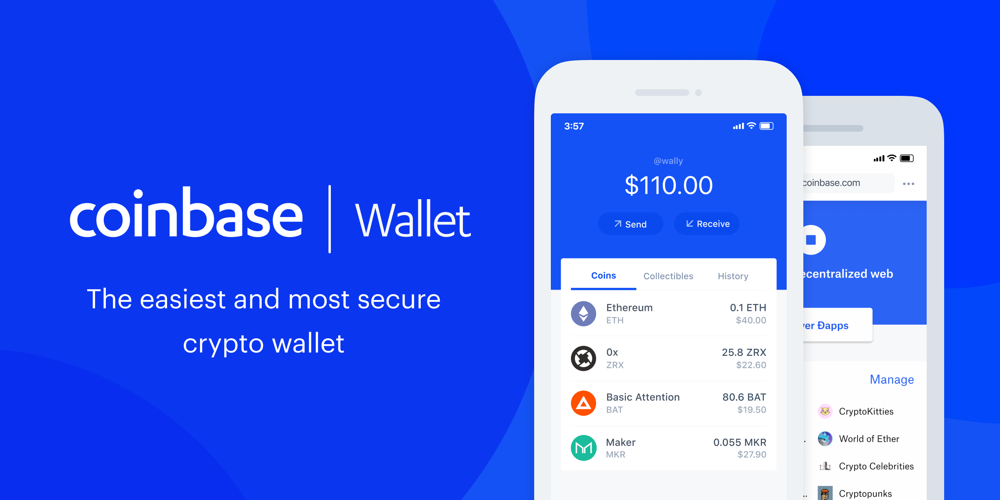 coinbase | Wallet
The easiest and most secure
crypto wallet
3:57
@wally
$110.00
Send
Receive
Coins
Collectibles
History
Ethereum
0.1 ETH
ETH
$40.00
0x
25.8 ZRX
ZRX
$22.60
Basic Attention
80.6 BAT
BAT
$19.50
Maker
0.055 MKR
MKR
$27.90
coinbase.com
ecentralized web
ver Ðapps
Manage
CryptoKitties
World of Ether
Crypto Celebrities
Cryptopunks